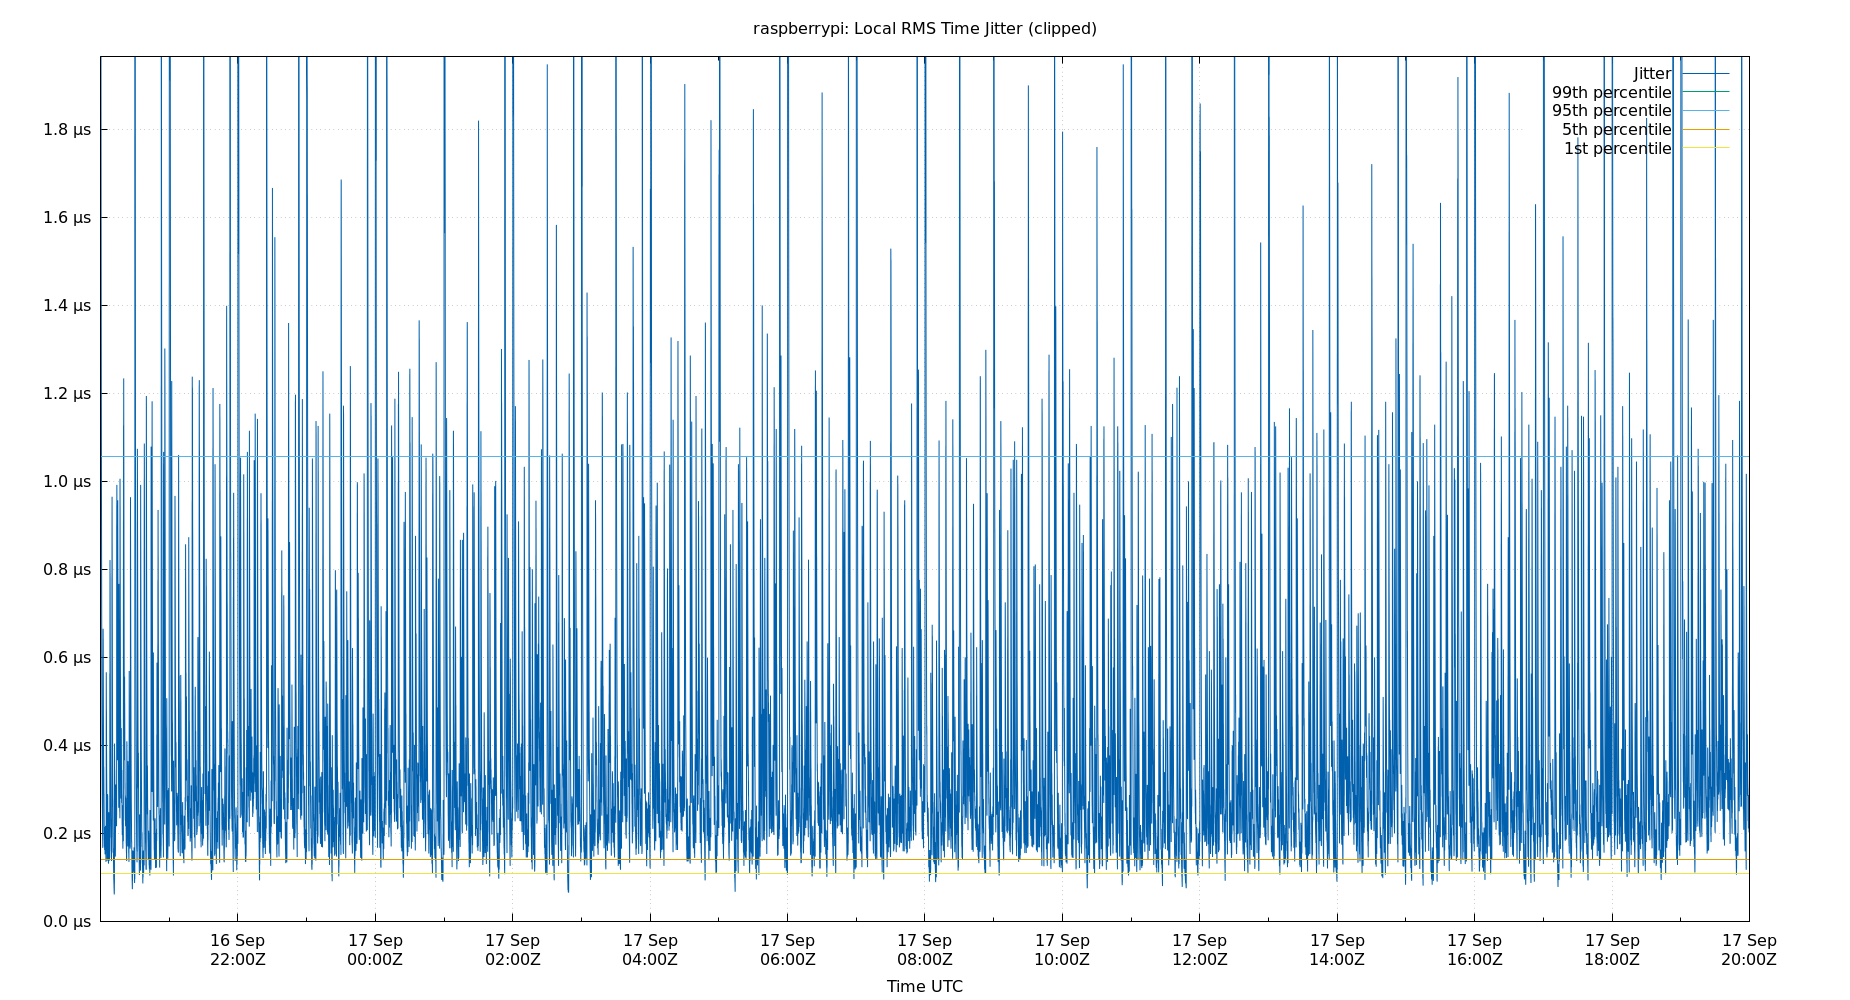 raspberrypi: Local RMS Time Jitter (clipped)
Jitter
99th percentile
95th percentile
5th percentile
1st percentile
1.8 µs
1.6 µs
1.4 µs
1.2 µs
1.0 µs
0.8 µs
0.6 µs
0.4 µs
0.2 µs
0.0 µs
16 Sep 17 Sep 17 Sep 17 Sep 17 Sep 17 Sep 17 Sep 17 Sep 17 Sep 17 Sep 17 Sep 17 Sep
22:00Z 00:00Z 02:00Z 04:00Z 06:00Z 08:00Z 10:00Z 12:00Z 14:00Z 16:00Z 18:00Z 20:00Z
Time UTC